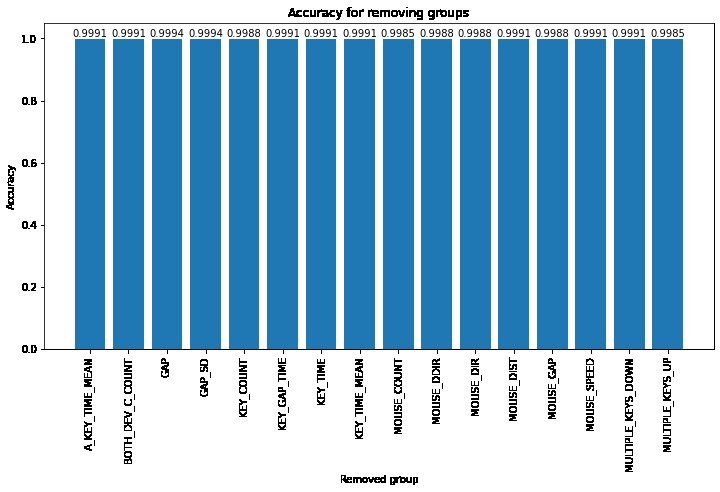 Accuracy for removing groups
0.9991 0.9991 0.9994 0.9994 0.9988 0.9991 0.9991 0.9991 0.9985 0.9988 0.9988 0.9991 0.9988 0.9991 0.9991 0.9985
1.0
0.8
0.6
0.4
0.2
0.0
Accuracy
A_KEY_TIME_MEAN
BOTH_DEV_C_COUNT
GAP
GAP_SD
KEY_COUNT
KEY_GAP_TIME
KEY_TIME
KEY_TIME_MEAN
MOUSE_COUNT
MOUSE_DDIR
MOUSE_DIR
MOUSE_DIST
MOUSE_GAP
MOUSE_SPEED
MULTIPLE_KEYS_DOWN
MULTIPLE_KEYS_UP
Removed group